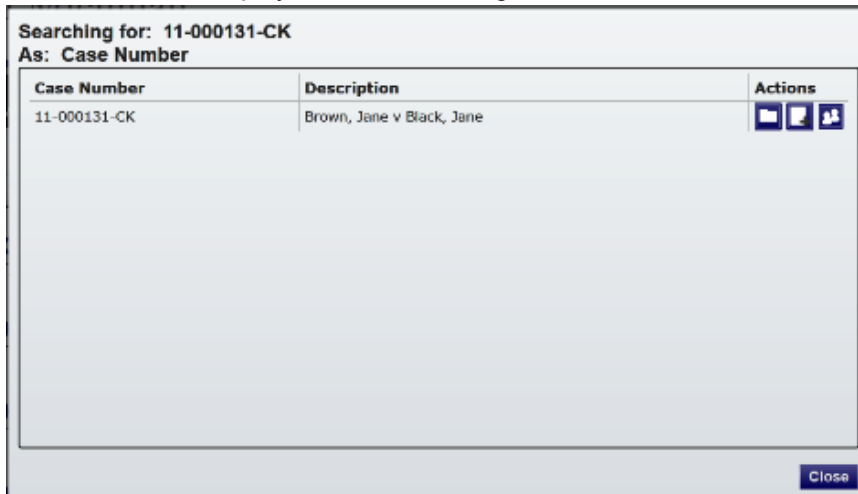 Searching for: 11-000131-CK
As: Case Number
Case Number Description Actions
11-000131-CK Brown, Jane v Black, Jane
Close